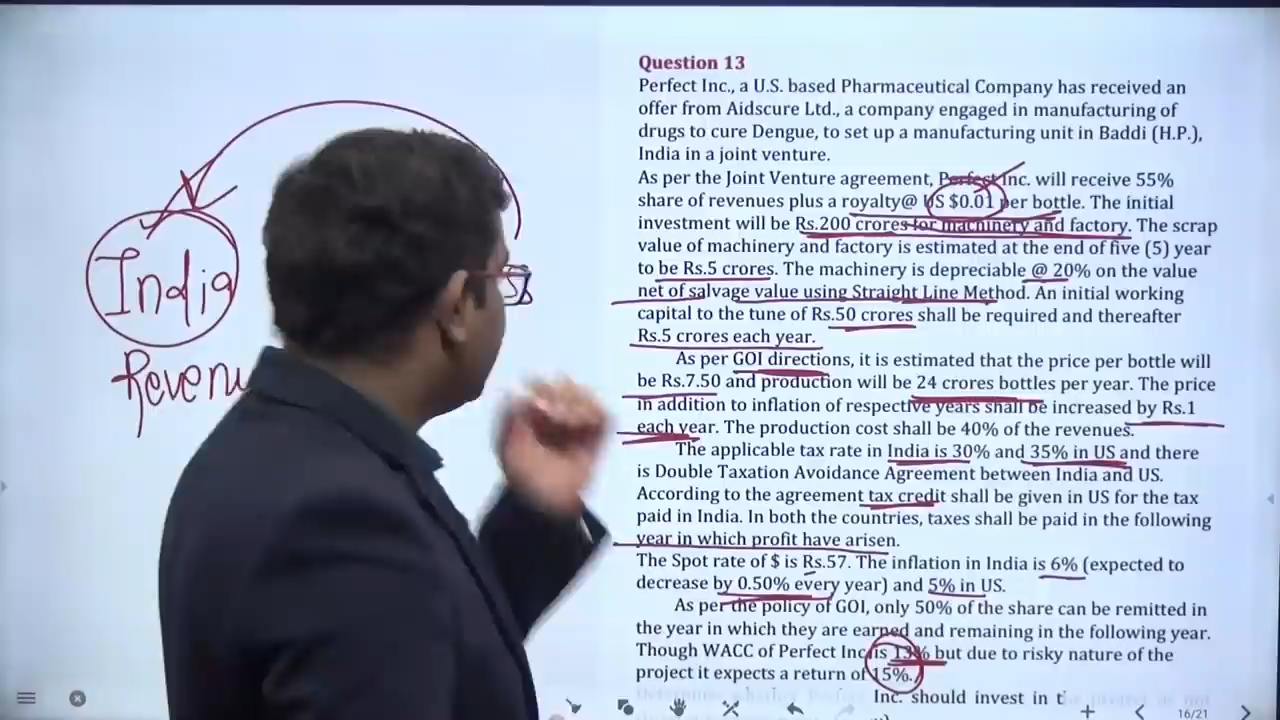 Question 13
Perfect Inc., a U.S. based Pharmaceutical Company has received an
offer from Aidscure Ltd., a company engaged in manufacturing of
drugs to cure Dengue, to set up a manufacturing unit in Baddi (H.P.),
India in a joint venture.
As per the Joint Venture agreement, Perfect Inc. will receive 55%
share of revenues plus a royalty@ US $0.01 per bottle. The initial
investment will be Rs.200 crores for machinery and factory. The scrap
value of machinery and factory is estimated at the end of five (5) year
to be Rs.5 crores. The machinery is depreciable @ 20% on the value
net of salvage value using Straight Line Method. An initial working
capital to the tune of Rs.50 crores shall be required and thereafter
Rs.5 crores each year.
As per GOI directions, it is estimated that the price per bottle will
be Rs.7.50 and production will be 24 crores bottles per year. The price
in addition to inflation of respective years shall be increased by Rs.1
each year. The production cost shall be 40% of the revenues.
The applicable tax rate in India is 30% and 35% in US and there
is Double Taxation Avoidance Agreement between India and US.
According to the agreement tax credit shall be given in US for the tax
paid in India. In both the countries, taxes shall be paid in the following
year in which profit have arisen.
The Spot rate of $ is Rs.57. The inflation in India is 6% (expected to
decrease by 0.50% every year) and 5% in US.
As per the policy of GOI, only 50% of the share can be remitted in
the year in which they are earned and remaining in the following year.
Though WACC of Perfect Inc. is 13% but due to risky nature of the
project it expects a return of 15%.
Inc. should invest in
India
Revenu
16/21